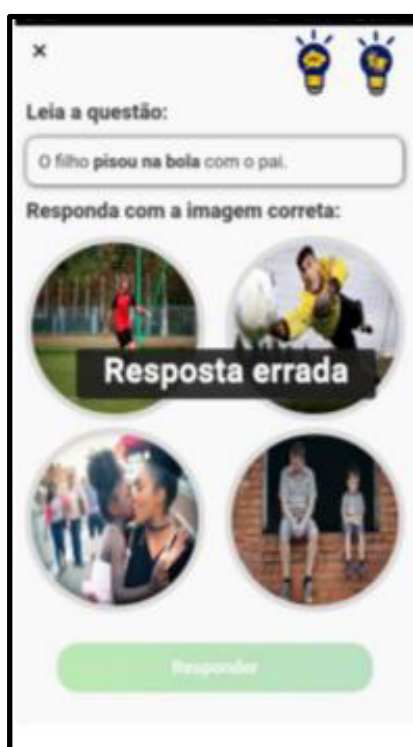 ×
Leia a questão:
O filho pisou na bola com o pai.
Responda com a imagem correta:
Resposta errada
Responder